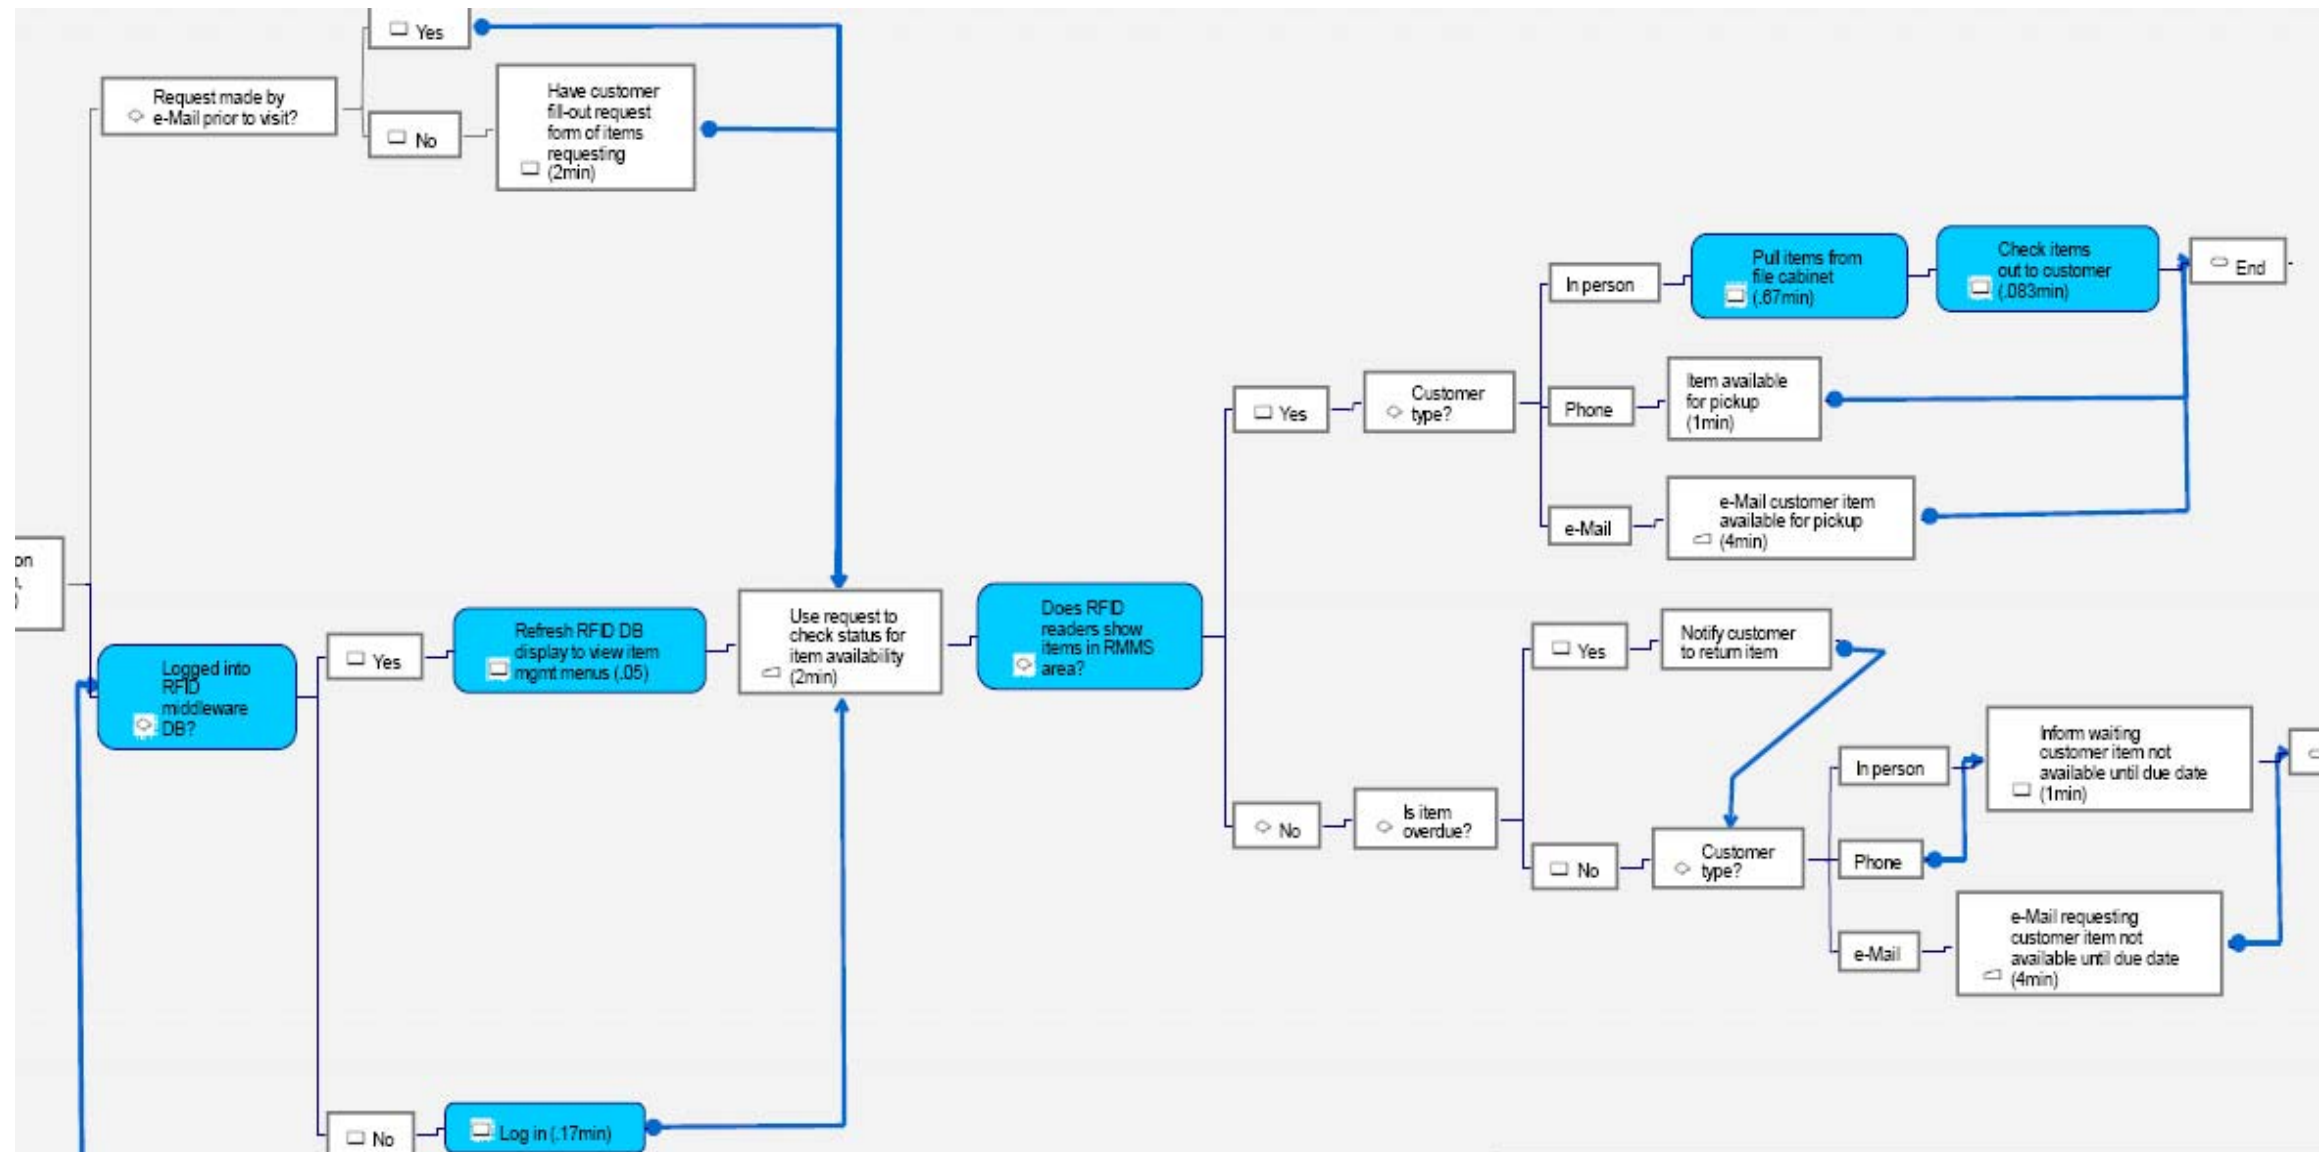 Yes
Request made by
e-Mail prior to visit?
No
Have customer
fill-out request
form of items
requesting
(2min)
on
)
Logged into
RFID
middleware
DB?
Yes
Refresh RFID DB
display to view item
mgmt menus (.05)
No
Log in (.17min)
Use request to
check status for
item availability
(2min)
Does RFID
readers show
items in RMMS
area?
Yes
Customer
type?
In person
Pull items from
file cabinet
(.67min)
Check items
out to customer
(.083min)
End
Phone
Item available
for pickup
(1min)
e-Mail
e-Mail customer item
available for pickup
(4min)
No
Is item
overdue?
Yes
Notify customer
to return item
No
Customer
type?
In person
Inform waiting
customer item not
available until due date
(1min)
Phone
e-Mail
e-Mail requesting
customer item not
available until due date
(4min)